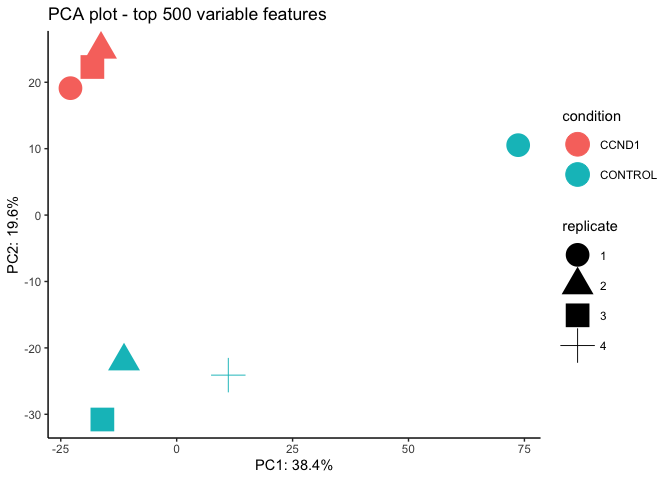 PCA plot - top 500 variable features
20
10
0
-10
-20
-30
PC2: 19.6%
-25
0
25
50
75
PC1: 38.4%
condition
CCND1
CONTROL
replicate
1
2
3
4